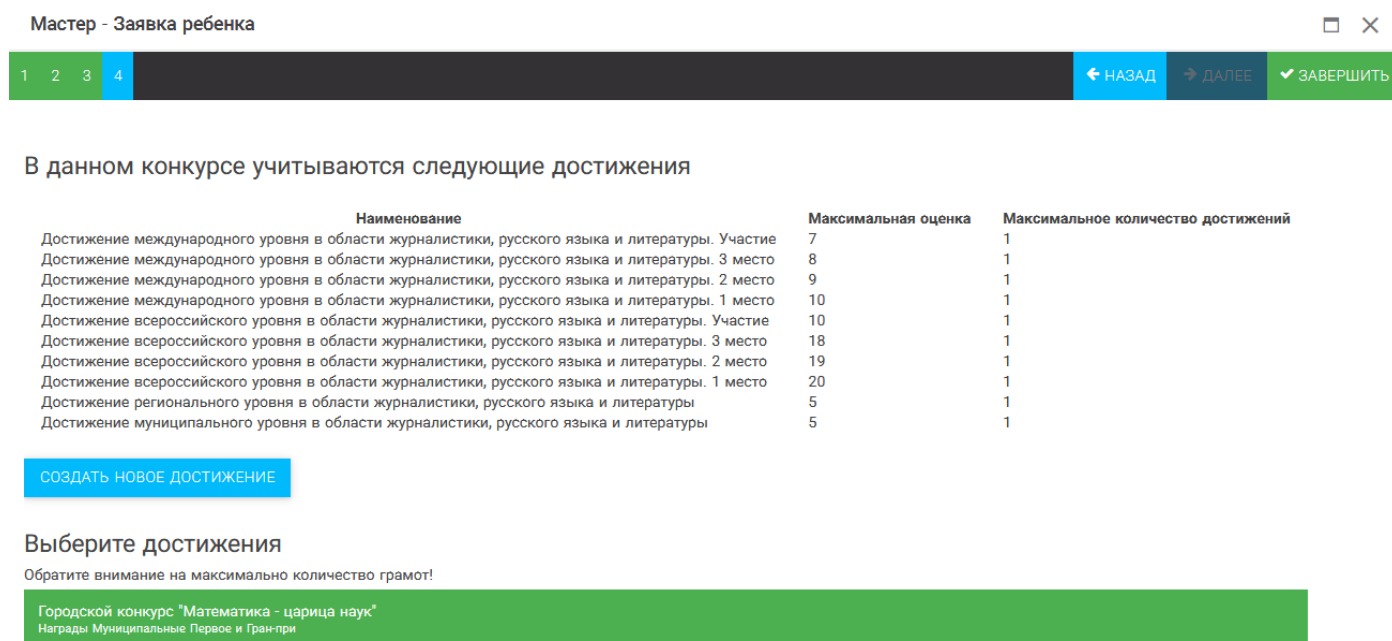 Мастер - Заявка ребенка
1 2 3 4 НАЗАД ДАЛЕЕ ЗАВЕРШИТЬ
В данном конкурсе учитываются следующие достижения
Наименование Максимальная оценка Максимальное количество достижений
Достижение международного уровня в области журналистики, русского языка и литературы. Участие 7 1
Достижение международного уровня в области журналистики, русского языка и литературы. 3 место 8 1
Достижение международного уровня в области журналистики, русского языка и литературы. 2 место 9 1
Достижение международного уровня в области журналистики, русского языка и литературы. 1 место 10 1
Достижение всероссийского уровня в области журналистики, русского языка и литературы. Участие 10 1
Достижение всероссийского уровня в области журналистики, русского языка и литературы. 3 место 18 1
Достижение всероссийского уровня в области журналистики, русского языка и литературы. 2 место 19 1
Достижение всероссийского уровня в области журналистики, русского языка и литературы. 1 место 20 1
Достижение регионального уровня в области журналистики, русского языка и литературы 5 1
Достижение муниципального уровня в области журналистики, русского языка и литературы 5 1
СОЗДАТЬ НОВОЕ ДОСТИЖЕНИЕ
Выберите достижения
Обратите внимание на максимально количество грамот!
Городской конкурс "Математика - царица наук"
Награды Муниципальные Первое и Гран-при